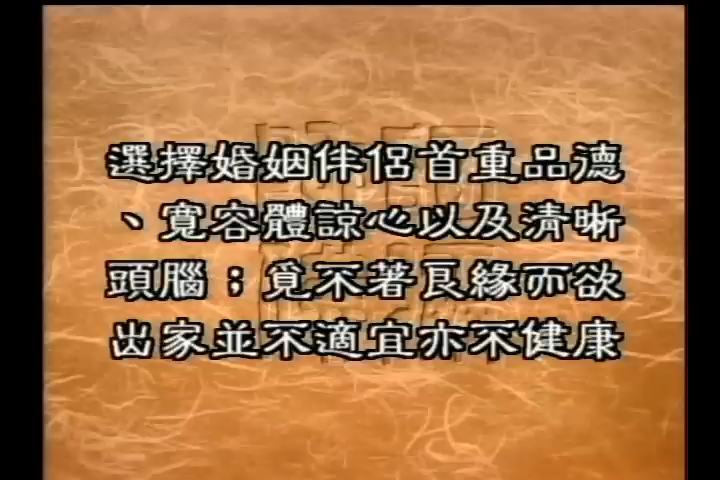 選擇婚姻伴侶首重品德
、寬容體諒心以及清晰
頭腦；覓不著良緣而欲
出家並不適宜亦不健康